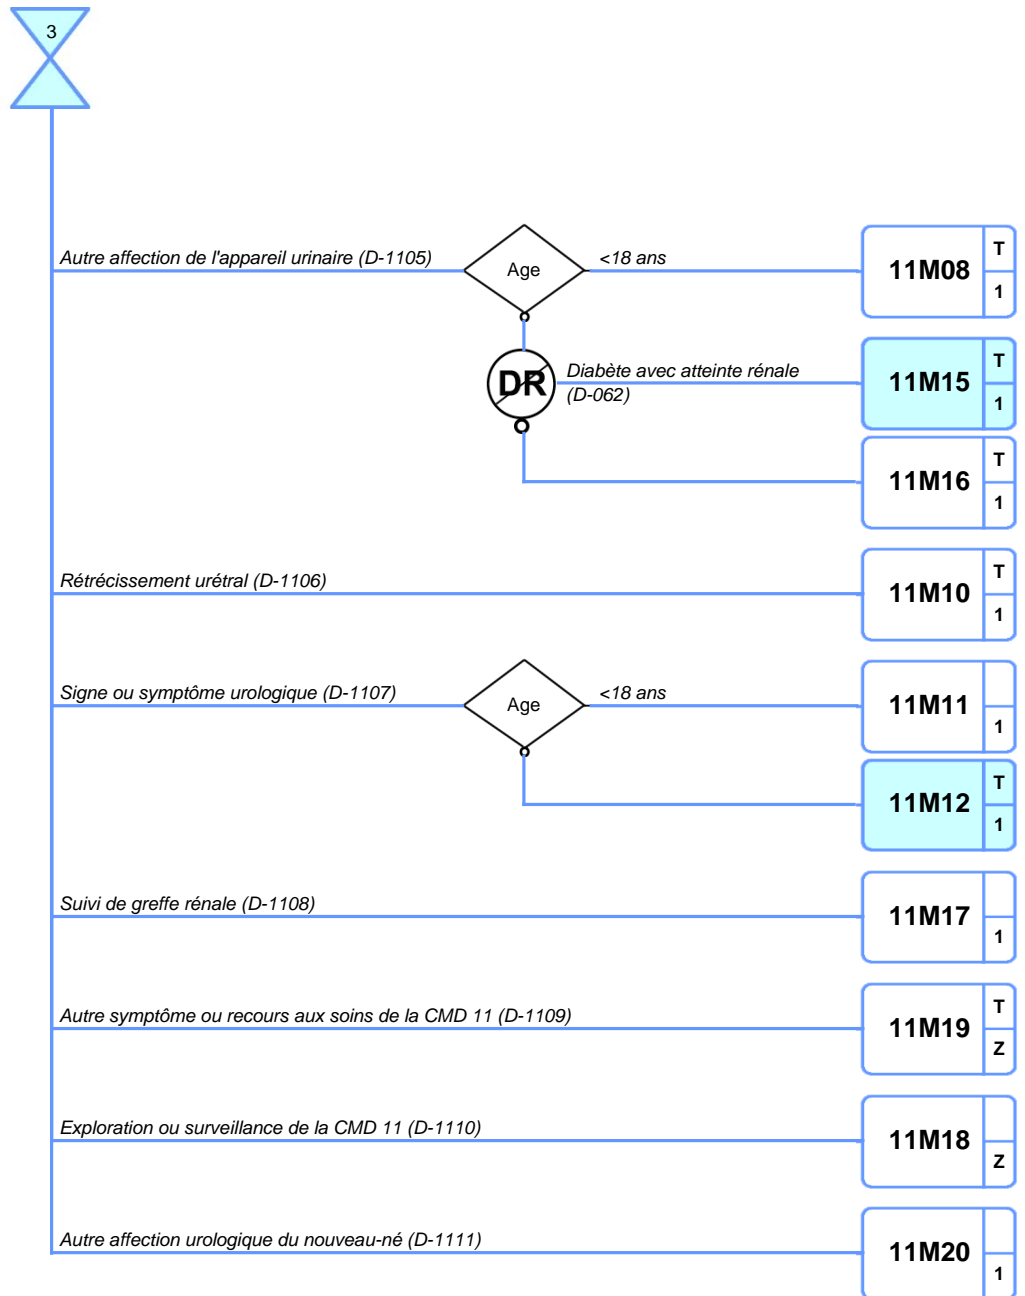 3
Autre affection de l'appareil urinaire (D-1105)
Age
<18 ans
11M08
T
1
DR
Diabète avec atteinte rénale
(D-062)
11M15
T
1
11M16
T
1
Rétrécissement urétral (D-1106)
11M10
T
1
Signe ou symptôme urologique (D-1107)
Age
<18 ans
11M11
1
11M12
T
1
Suivi de greffe rénale (D-1108)
11M17
1
Autre symptôme ou recours aux soins de la CMD 11 (D-1109)
11M19
T
Z
Exploration ou surveillance de la CMD 11 (D-1110)
11M18
Z
Autre affection urologique du nouveau-né (D-1111)
11M20
1